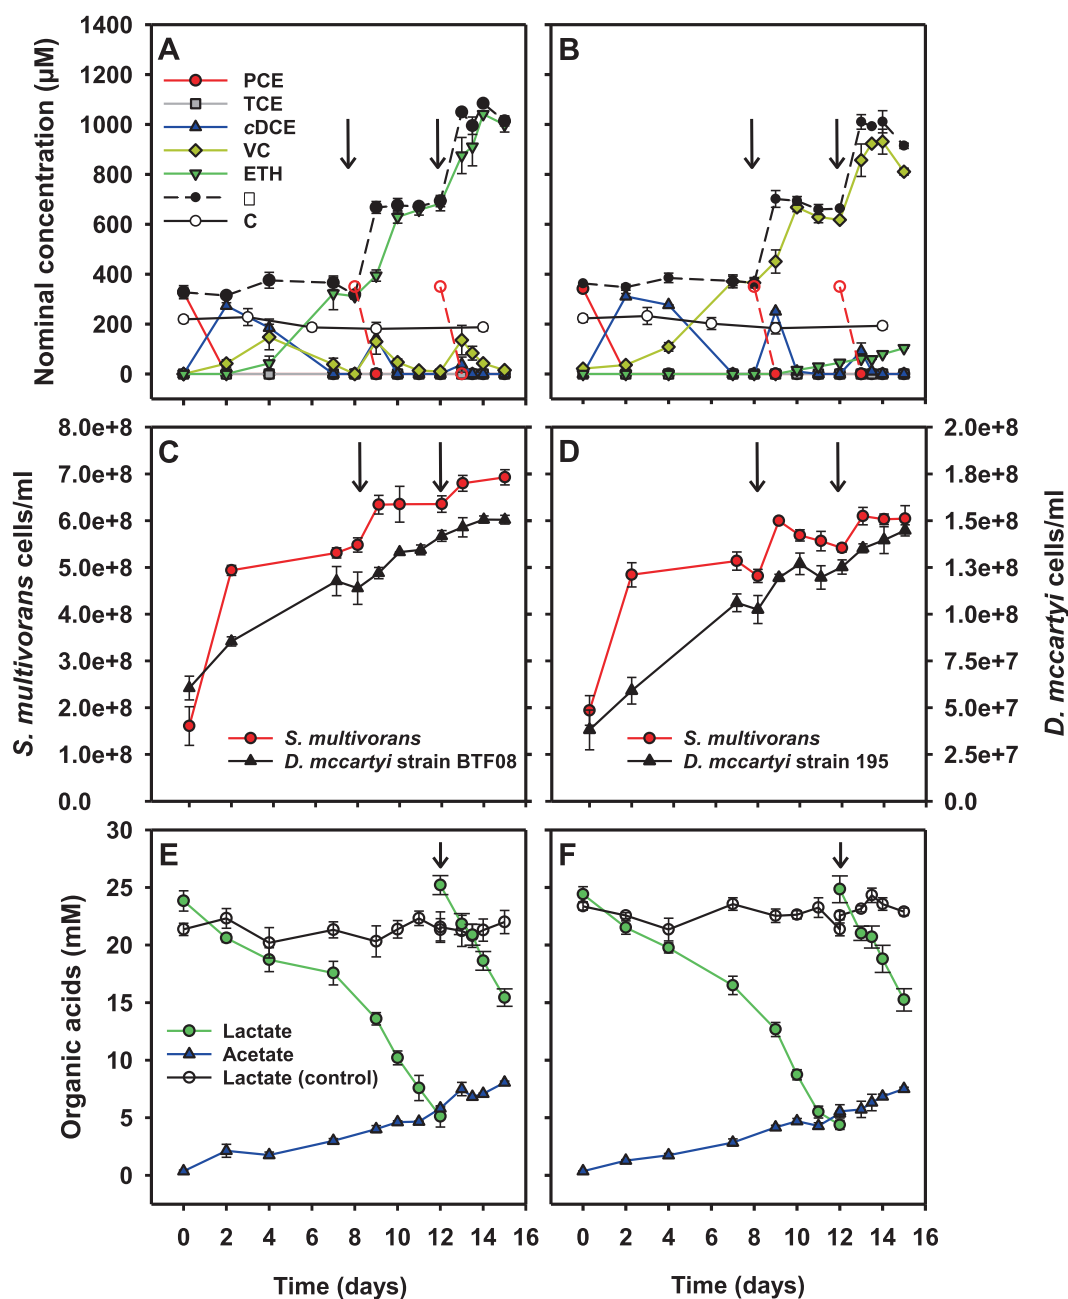 Nominal concentration (µM)
1400
1200
1000
800
600
400
200
0
A
PCE
TCE
cDCE
VC
ETH
C
B
S. multivorans cells/ml
8.0e+8
7.0e+8
6.0e+8
5.0e+8
4.0e+8
3.0e+8
2.0e+8
1.0e+8
0.0
C
S. multivorans
D. mccartyi strain BTF08
D
S. multivorans
D. mccartyi strain 195
2.0e+8
1.8e+8
1.5e+8
1.3e+8
1.0e+8
7.5e+7
5.0e+7
2.5e+7
0.0
D. mccartyi cells/ml
Organic acids (mM)
30
25
20
15
10
5
0
E
Lactate
Acetate
Lactate (control)
F
0 2 4 6 8 10 12 14 16
0 2 4 6 8 10 12 14 16
Time (days)
Time (days)